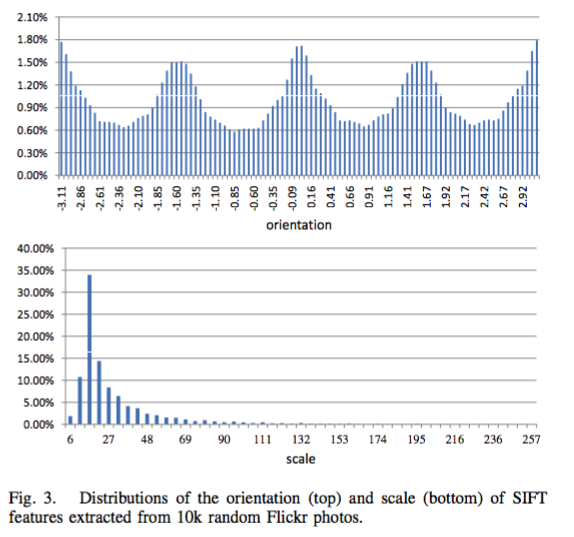 2.10%
1.80%
1.50%
1.20%
0.90%
0.60%
0.30%
0.00%
-3.11 -2.86 -2.61 -2.36 -2.10 -1.85 -1.60 -1.35 -1.10 -0.85 -0.60 -0.35 -0.09 0.16 0.41 0.66 0.91 1.16 1.41 1.67 1.92 2.17 2.42 2.67 2.92
orientation
40.00%
35.00%
30.00%
25.00%
20.00%
15.00%
10.00%
5.00%
0.00%
6 27 48 69 90 111 132 153 174 195 216 236 257
scale
Fig. 3. Distributions of the orientation (top) and scale (bottom) of SIFT
features extracted from 10k random Flickr photos.